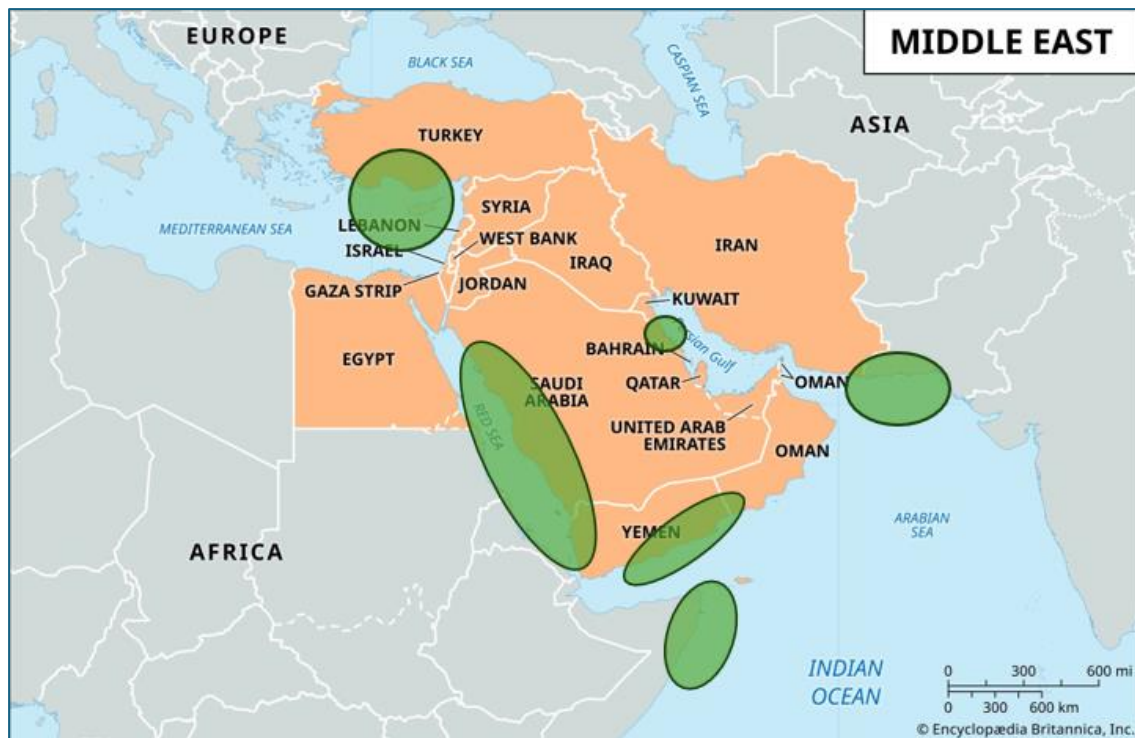 MIDDLE EAST
EUROPE
BLACK SEA
CASPIAN SEA
ASIA
TURKEY
MEDITERRANEAN SEA
SYRIA
LEBANON
WEST BANK
ISRAEL
IRAN
IRAQ
GAZA STRIP
JORDAN
KUWAIT
EGYPT
BAHRAIN
Gulf
QATAR
OMAN
SAUDI
ARABIA
RED SEA
UNITED ARAB
EMIRATES
OMAN
YEMEN
ARABIAN
SEA
AFRICA
INDIAN
OCEAN
0 300 600 mi
0 300 600 km
© Encyclopædia Britannica, Inc.